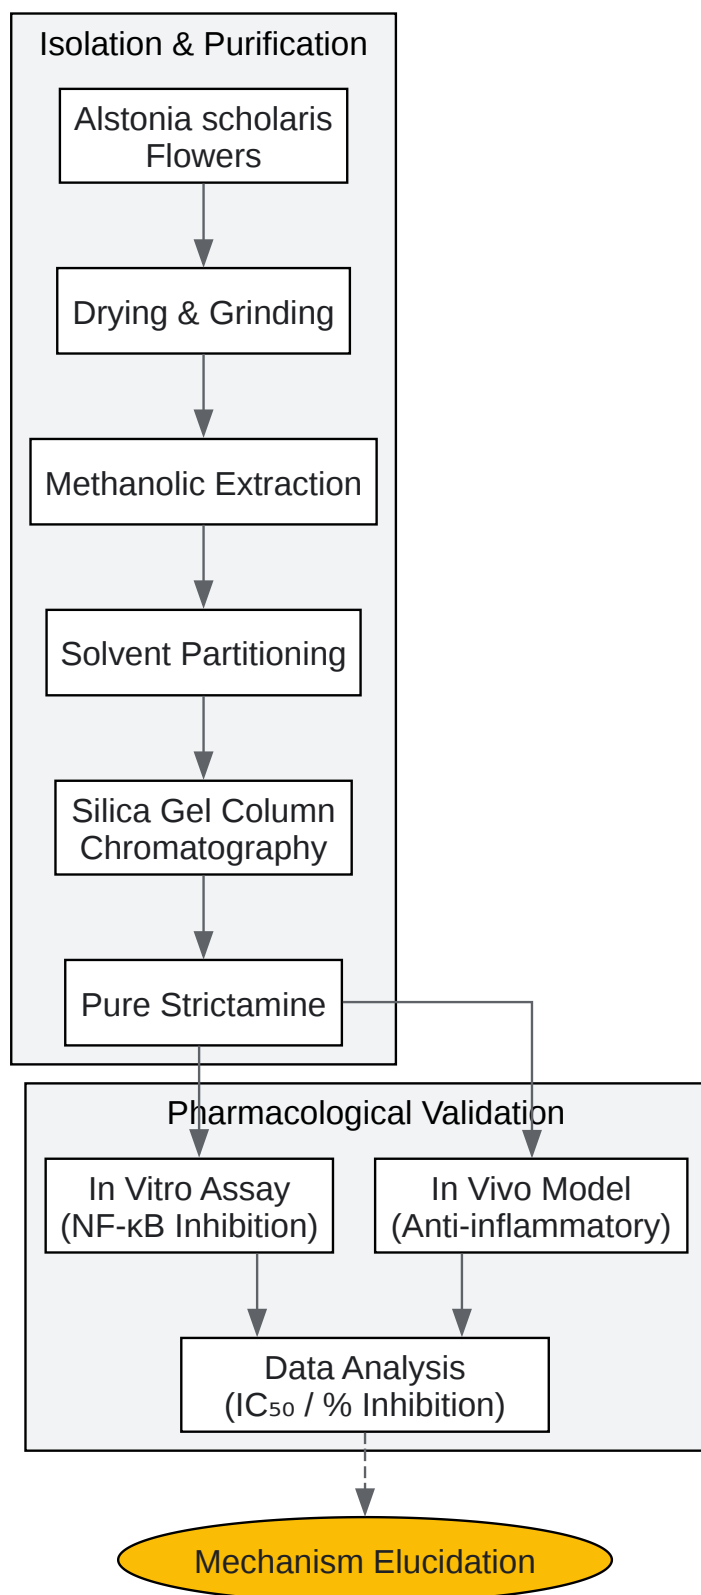 Isolation & Purification
Alstonia scholaris
Flowers
Drying & Grinding
Methanolic Extraction
Solvent Partitioning
Silica Gel Column
Chromatography
Pure Strictamine
Pharmacological Validation
In Vitro Assay
(NF-κB Inhibition)
In Vivo Model
(Anti-inflammatory)
Data Analysis
(IC₅₀ / % Inhibition)
Mechanism Elucidation